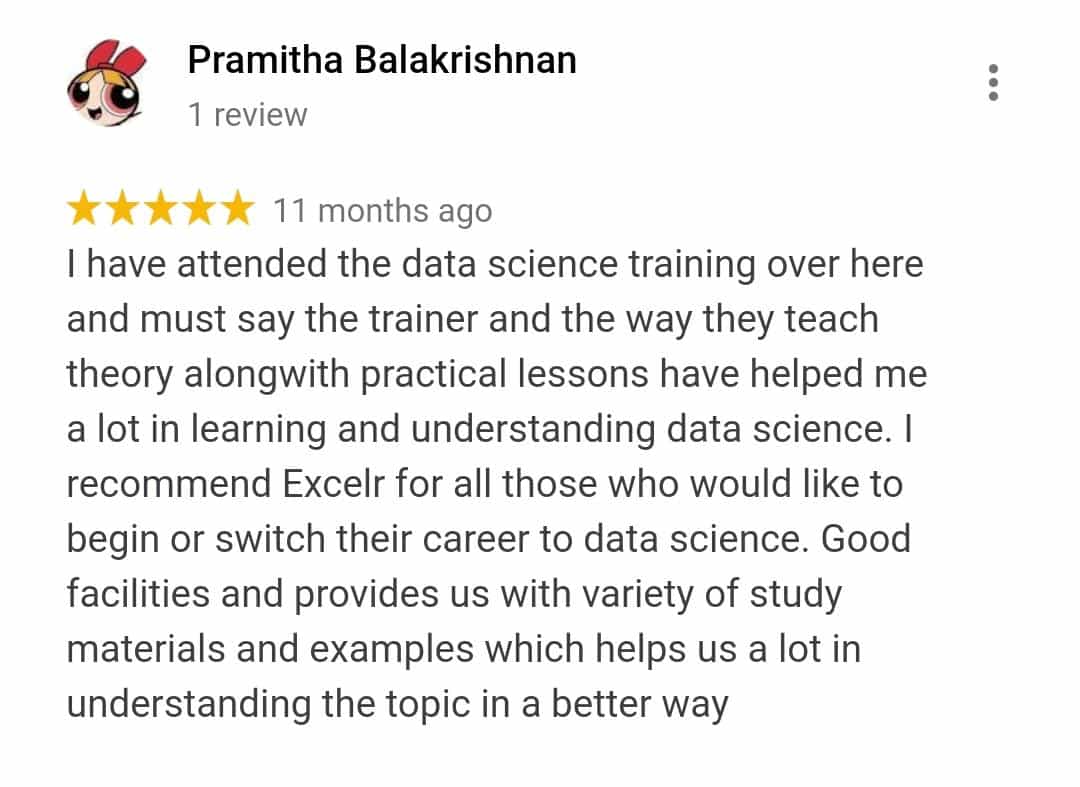 Pramitha Balakrishnan
1 review
11 months ago
I have attended the data science training over here
and must say the trainer and the way they teach
theory alongwith practical lessons have helped me
a lot in learning and understanding data science. I
recommend Excelr for all those who would like to
begin or switch their career to data science. Good
facilities and provides us with variety of study
materials and examples which helps us a lot in
understanding the topic in a better way